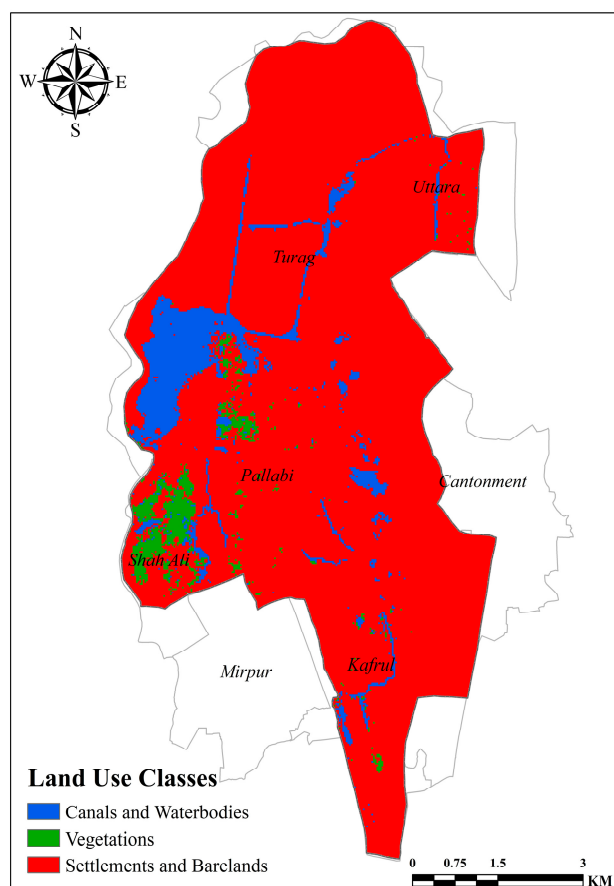 N
W E
S
Uttara
Turag
Pallabi
Cantonment
Shah Ali
Mirpur
Kafrul
Land Use Classes
Canals and Waterbodies
Vegetations
Settlements and Barelands
0 0.75 1.5 3
KM